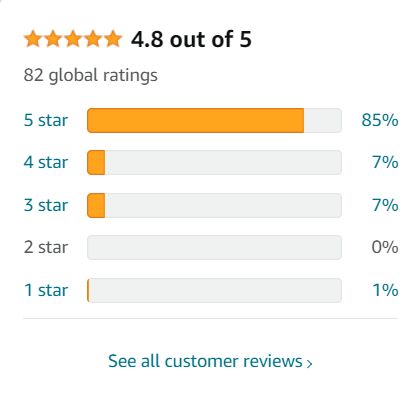 4.8 out of 5
82 global ratings
5 star 85%
4 star 7%
3 star 7%
2 star 0%
1 star 1%
See all customer reviews ›